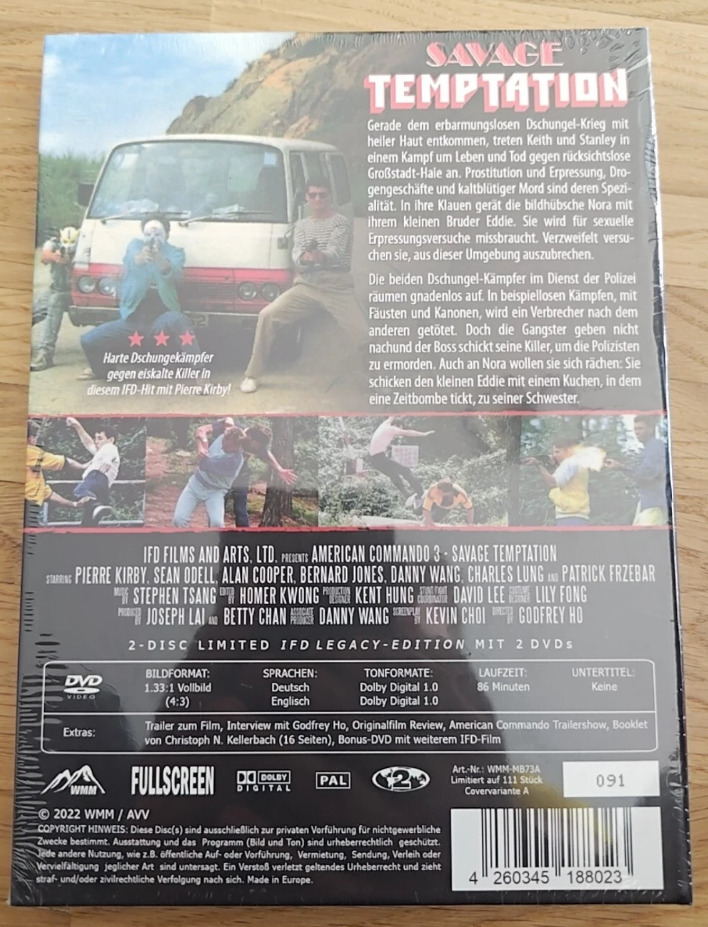 SAVAGE
TEMPTATION
Gerade dem erbarmungslosen Dschungel-Krieg mit
heiler Haut entkommen, treten Keith und Stanley in
einem Kampf um Leben und Tod gegen rücksichtslose
Großstadt-Haie an. Prostitution und Erpressung, Dro-
gengeschäfte und kaltblütiger Mord sind deren Spezi-
alität. In ihre Klauen gerät die bildhübsche Nora mit
ihrem kleinen Bruder Eddie. Sie wird für sexuelle
Erpressungsversuche missbraucht. Verzweifelt versu-
chen sie, aus dieser Umgebung auszubrechen.
Die beiden Dschungel-Kämpfer im Dienst der Polizei
räumen gnadenlos auf. In beispiellosen Kämpfen, mit
Fäusten und Kanonen, wird ein Verbrecher nach dem
anderen getötet. Doch die Gangster geben nicht
nachund der Boss schickt seine Killer, um die Polizisten
zu ermorden. Auch an Nora wollen sie sich rächen: Sie
schicken den kleinen Eddie mit einem Kuchen, in dem
eine Zeitbombe tickt, zu seiner Schwester.
Harte Dschungekämpfer
gegen eiskalte Killer in
diesem IFD-Hit mit Pierre Kirby!
IFD FILMS AND ARTS, LTD. PRESENTS AMERICAN COMMANDO 3 - SAVAGE TEMPTATION
STARRING PIERRE KIRBY, SEAN ODELL, ALAN COOPER, BERNARD JONES, DANNY WANG, CHARLES LUNG AND PATRICK FRZEBAR
MUSIC BY STEPHEN TSANG EDITED BY HOMER KWONG PRODUCTION DESIGNER KENT HUNG STUNT/FIGHT COORDINATOR DAVID LEE COSTUME DESIGNER LILY FONG
PRODUCED BY JOSEPH LAI AND BETTY CHAN ASSOCIATE PRODUCER DANNY WANG SCREENPLAY BY KEVIN CHOI DIRECTED BY GODFREY HO
2-DISC LIMITED IFD LEGACY-EDITION MIT 2 DVDs
DVD VIDEO
BILDFORMAT: SPRACHEN: TONFORMATE: LAUFZEIT: UNTERTITEL:
1.33:1 Vollbild Deutsch Dolby Digital 1.0 86 Minuten Keine
(4:3) Englisch Dolby Digital 1.0
Extras: Trailer zum Film, Interview mit Godfrey Ho, Originalfilm Review, American Commando Trailershow, Booklet
von Christoph N. Kellerbach (16 Seiten), Bonus-DVD mit weiterem IFD-Film
WMM FULLSCREEN DOLBY DIGITAL PAL 2
Art.-Nr.: WMM-MB73A
Limitiert auf 111 Stück
Covervariante A
091
© 2022 WMM / AVV
COPYRIGHT HINWEIS: Diese Disc(s) sind ausschließlich zur privaten Vorführung für nichtgewerbliche
Zwecke bestimmt. Ausstattung und das Programm (Bild und Ton) sind urheberrechtlich geschützt.
Jede andere Nutzung, wie z.B. öffentliche Auf- oder Vorführung, Vermietung, Sendung, Verleih oder
Vervielfältigung jeglicher Art sind untersagt. Ein Verstoß verletzt geltendes Urheberrecht und zieht
straf- und/oder zivilrechtliche Verfolgung nach sich. Made in Europe.
4 260345 188023